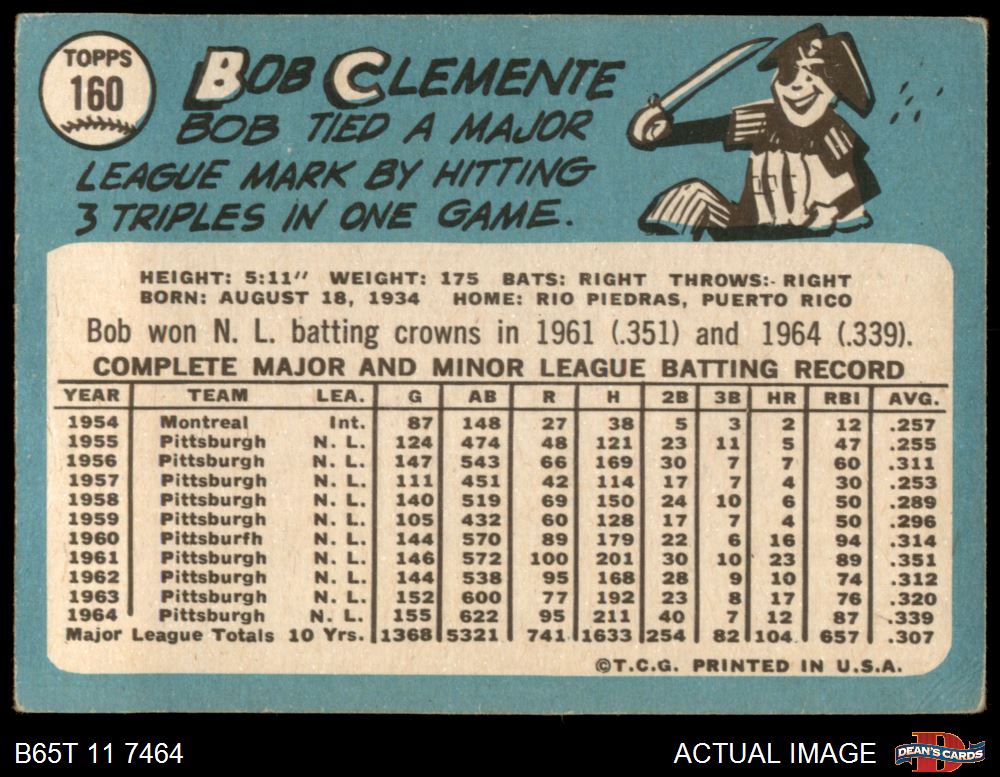 TOPPS
160
BOB CLEMENTE
BOB TIED A MAJOR
LEAGUE MARK BY HITTING
3 TRIPLES IN ONE GAME.
HEIGHT: 5:11" WEIGHT: 175 BATS: RIGHT THROWS:- RIGHT
BORN: AUGUST 18, 1934 HOME: RIO PIEDRAS, PUERTO RICO
Bob won N. L. batting crowns in 1961 (.351) and 1964 (.339).
COMPLETE MAJOR AND MINOR LEAGUE BATTING RECORD
YEAR TEAM LEA. G AB R H 2B 3B HR RBI AVG.
1954 Montreal Int. 87 148 27 38 5 3 2 12 .257
1955 Pittsburgh N. L. 124 474 48 121 23 11 5 47 .255
1956 Pittsburgh N. L. 147 543 66 169 30 7 7 60 .311
1957 Pittsburgh N. L. 111 451 42 114 17 7 4 30 .253
1958 Pittsburgh N. L. 140 519 69 150 24 10 6 50 .289
1959 Pittsburgh N. L. 105 432 60 128 17 7 4 50 .296
1960 Pittsburfh N. L. 144 570 89 179 22 6 16 94 .314
1961 Pittsburgh N. L. 146 572 100 201 30 10 23 89 .351
1962 Pittsburgh N. L. 144 538 95 168 28 9 10 74 .312
1963 Pittsburgh N. L. 152 600 77 192 23 8 17 76 .320
1964 Pittsburgh N. L. 155 622 95 211 40 7 12 87 .339
Major League Totals 10 Yrs. 1368 5321 741 1633 254 82 104 657 .307
©T.C.G. PRINTED IN U.S.A.
B65T 11 7464 ACTUAL IMAGE
D
DEAN'S CARDS